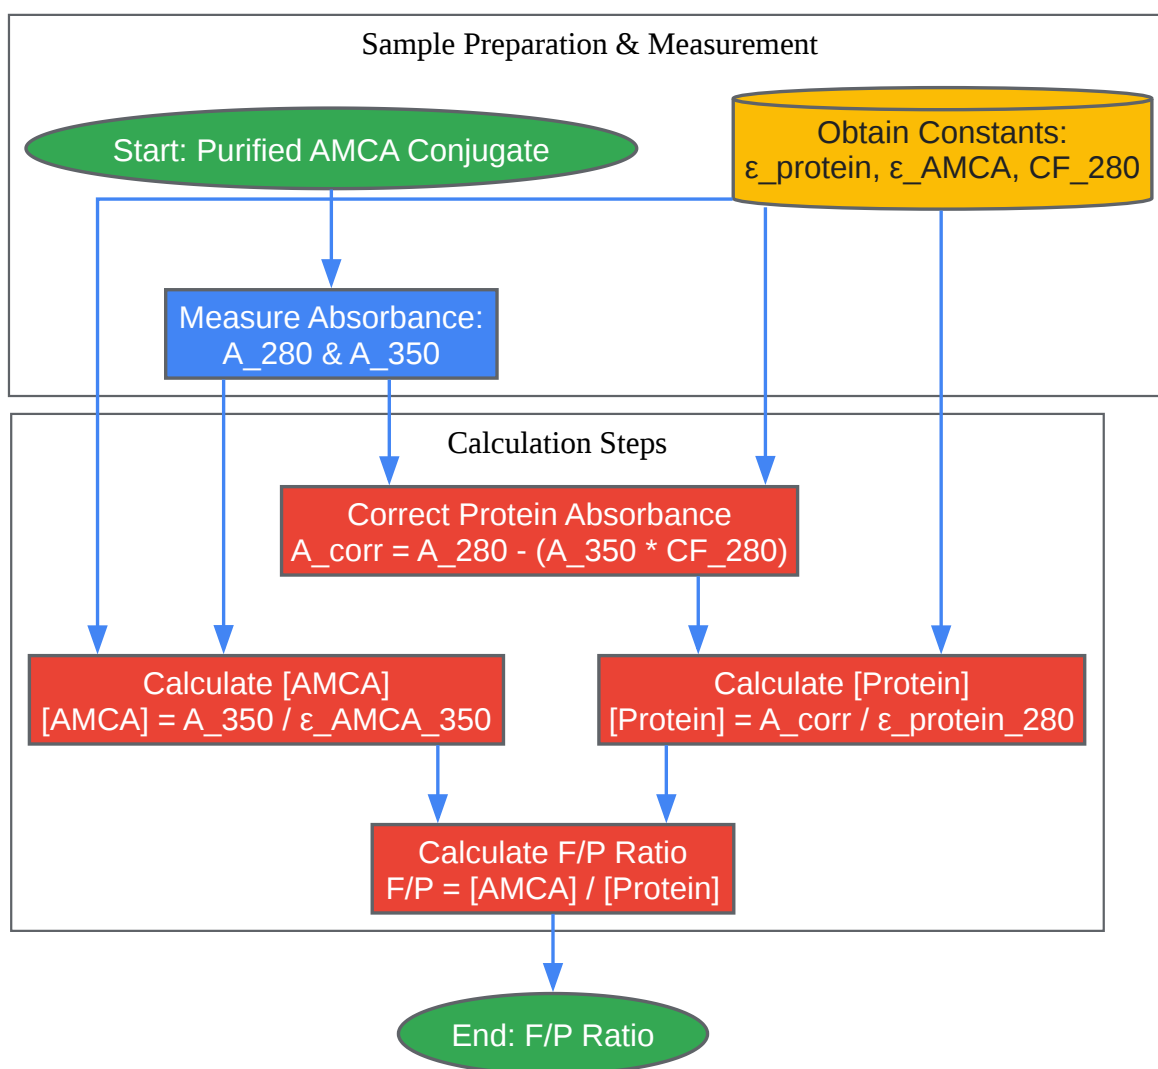 Sample Preparation & Measurement
Start: Purified AMCA Conjugate
Obtain Constants:
ε_protein, ε_AMCA, CF_280
Measure Absorbance:
A_280 & A_350
Calculation Steps
Correct Protein Absorbance
A_corr = A_280 - (A_350 * CF_280)
Calculate [AMCA]
[AMCA] = A_350 / ε_AMCA_350
Calculate [Protein]
[Protein] = A_corr / ε_protein_280
Calculate F/P Ratio
F/P = [AMCA] / [Protein]
End: F/P Ratio